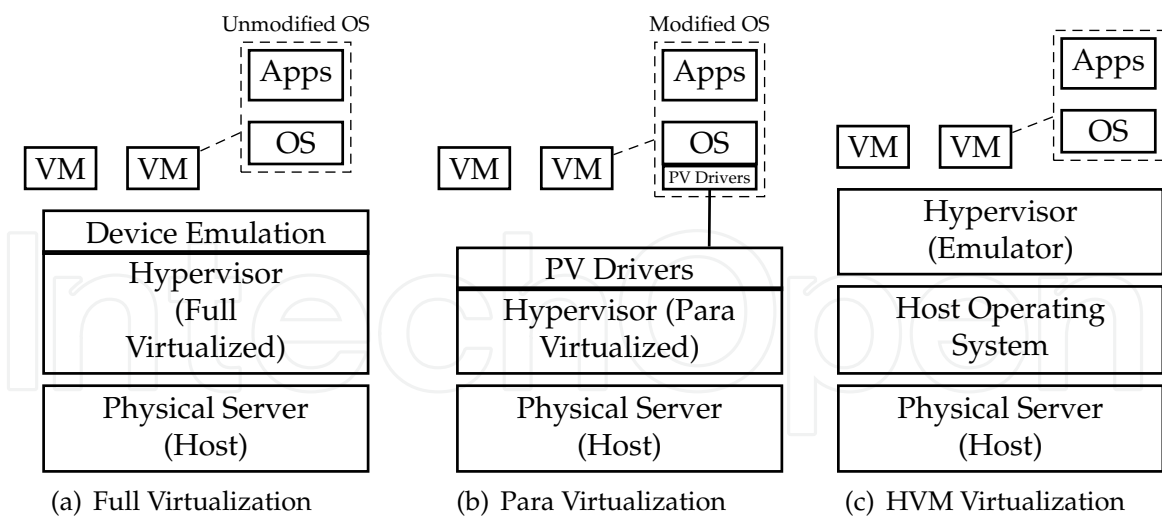 Unmodified OS
Apps
OS
VM
VM
Device Emulation
Hypervisor
(Full
Virtualized)
Physical Server
(Host)
(a) Full Virtualization
Modified OS
Apps
OS
PV Drivers
VM
VM
PV Drivers
Hypervisor (Para
Virtualized)
Physical Server
(Host)
(b) Para Virtualization
Apps
OS
VM
VM
Hypervisor
(Emulator)
Host Operating
System
Physical Server
(Host)
(c) HVM Virtualization
IntechOpen